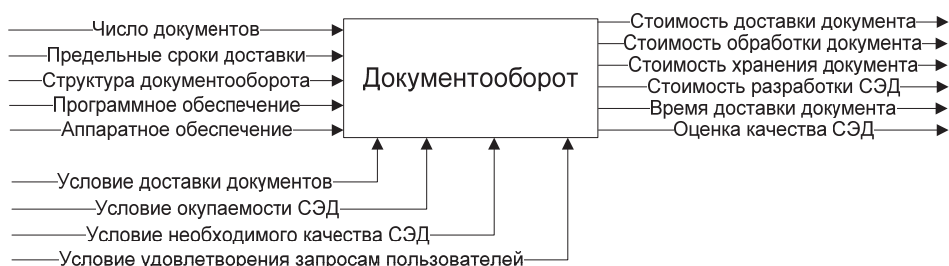 Число документов
Предельные сроки доставки
Структура документооборота
Программное обеспечение
Аппаратное обеспечение
Документооборот
Стоимость доставки документа
Стоимость обработки документа
Стоимость хранения документа
Стоимость разработки СЭД
Время доставки документа
Оценка качества СЭД
Условие доставки документов
Условие окупаемости СЭД
Условие необходимого качества СЭД
Условие удовлетворения запросам пользователей